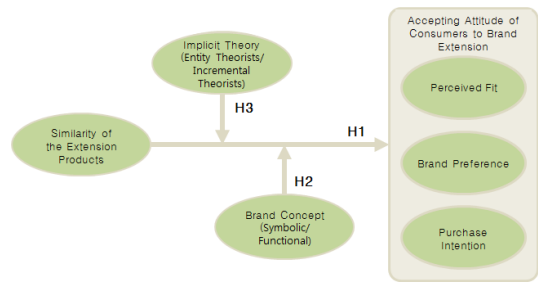 Accepting Attitude of
Consumers to Brand
Extension
Implicit Theory
(Entity Theorists/
Incremental
Theorists)
Perceived Fit
H3
H1
Similarity of
the Extension
Products
Brand Preference
H2
Brand Concept
(Symbolic/
Functional)
Purchase
Intention